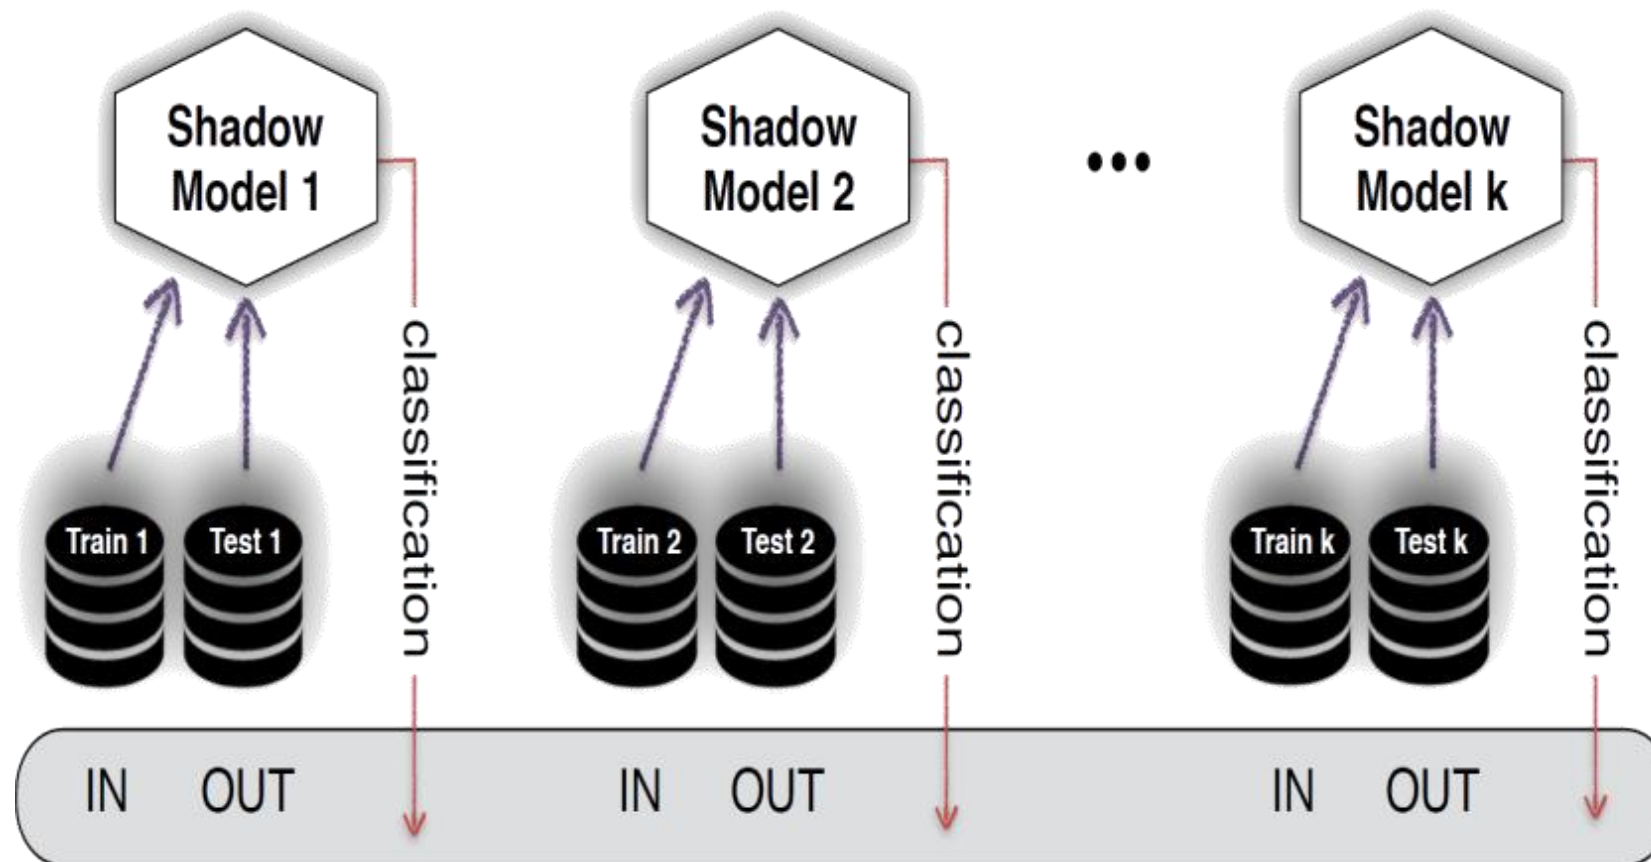 Shadow
Model 1
Shadow
Model 2
...
Shadow
Model k
classification
classification
classification
Train 1 Test 1
Train 2 Test 2
Train k Test k
IN OUT
IN OUT
IN OUT